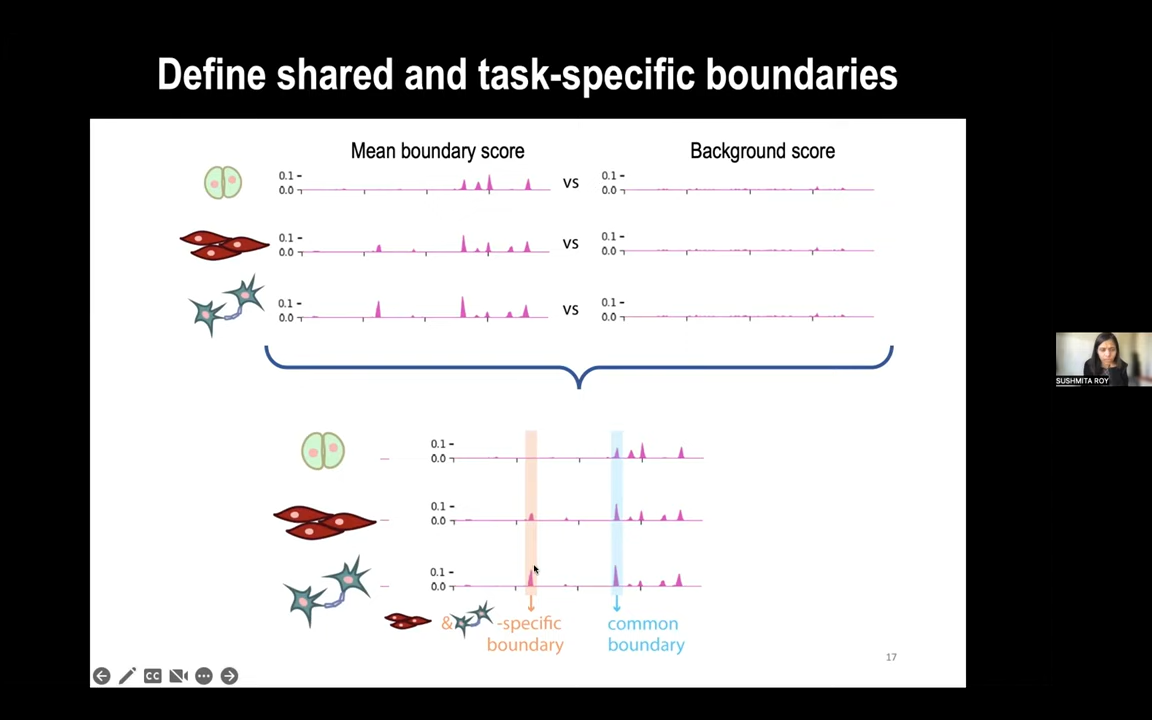 Define shared and task-specific boundaries
Mean boundary score
Background score
0.1
0.0
vs
0.1
0.0
0.1
0.0
vs
0.1
0.0
0.1
0.0
vs
0.1
0.0
SUSHMITA ROY
0.1
0.0
0.1
0.0
0.1
0.0
& -specific
boundary
common
boundary
17
CC